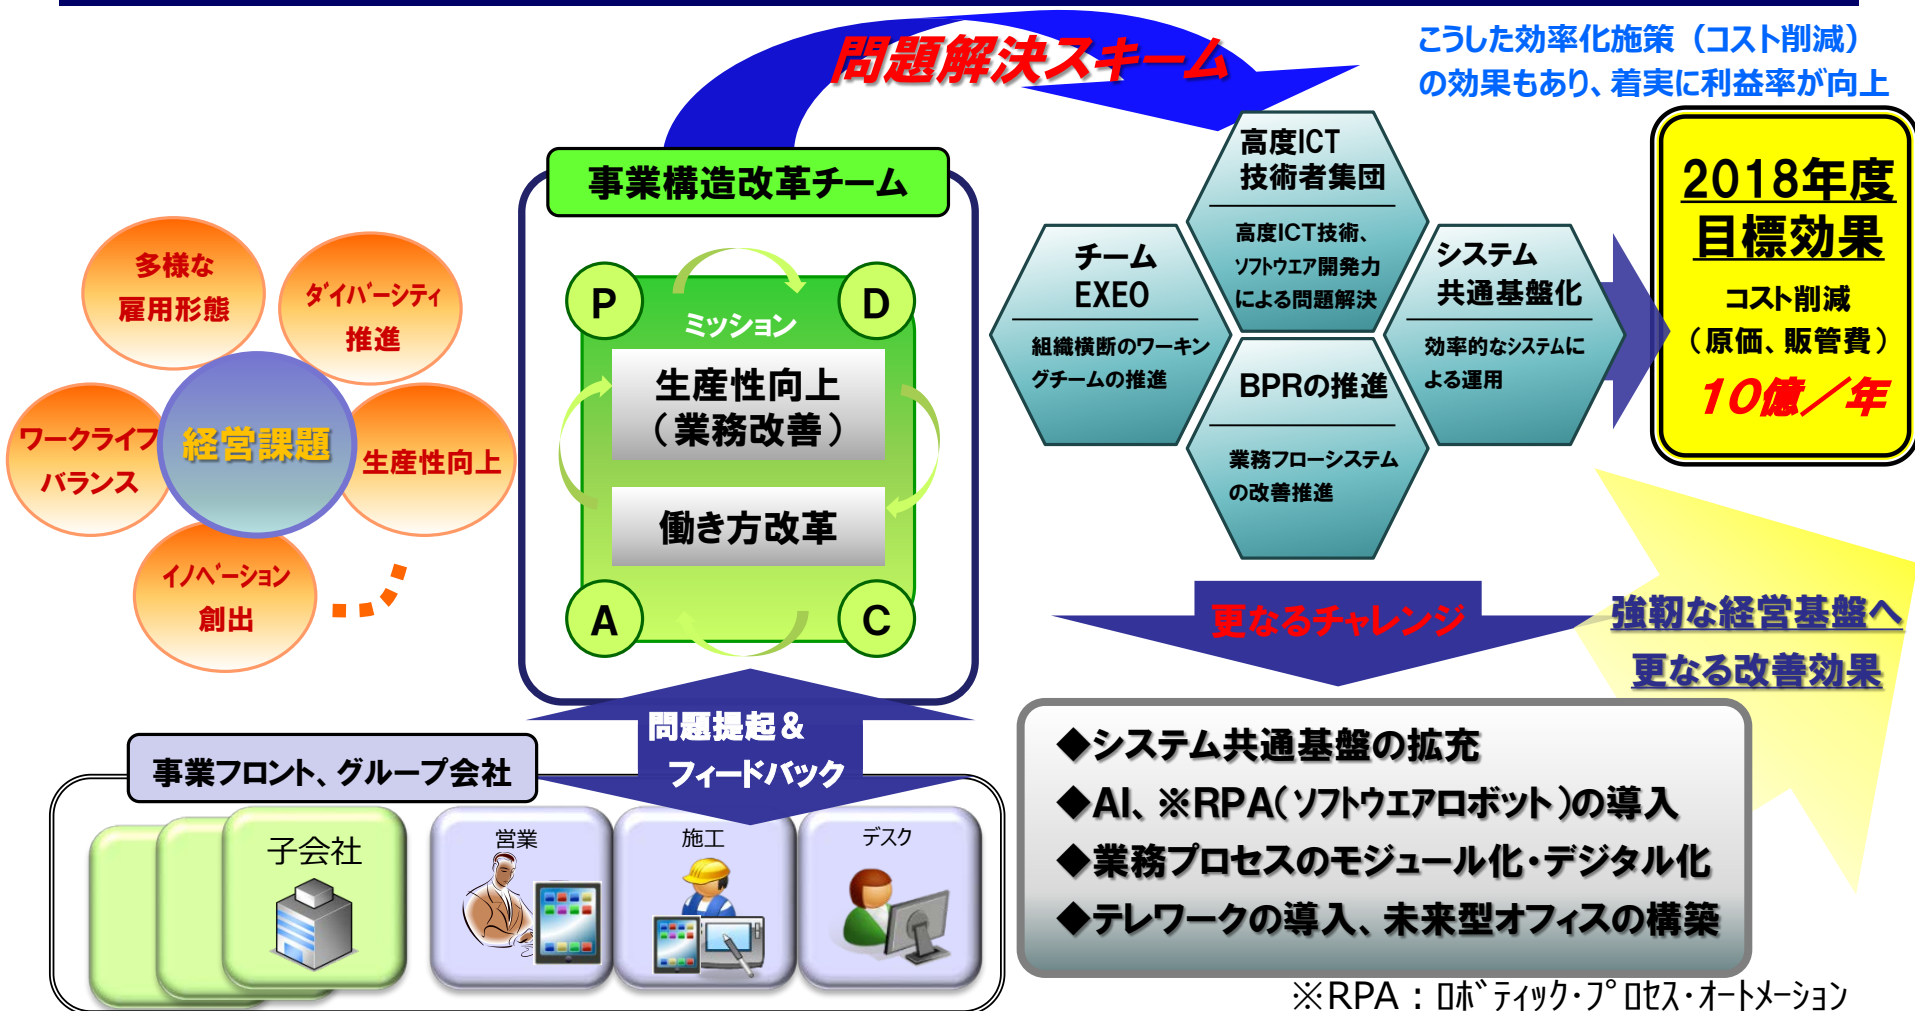 問題解決スキーム
こうした効率化施策（コスト削減）
の効果もあり、着実に利益率が向上
事業構造改革チーム
P
D
ミッション
生産性向上
（業務改善）
働き方改革
A
C
多様な
雇用形態
ダイバーシティ
推進
ワークライフ
バランス
経営課題
生産性向上
イノベーション
創出
高度ICT
技術者集団
高度ICT技術、
ソフトウエア開発力
による問題解決
チーム
EXEO
組織横断のワーキン
グチームの推進
システム
共通基盤化
効率的なシステムに
よる運用
BPRの推進
業務フローシステム
の改善推進
2018年度
目標効果
コスト削減
（原価、販管費）
10億／年
更なるチャレンジ
強靭な経営基盤へ
更なる改善効果
問題提起＆
フィードバック
事業フロント、グループ会社
子会社
営業
施工
デスク
◆システム共通基盤の拡充
◆AI、※RPA（ソフトウエアロボット）の導入
◆業務プロセスのモジュール化・デジタル化
◆テレワークの導入、未来型オフィスの構築
※RPA：ロボティック・プロセス・オートメーション